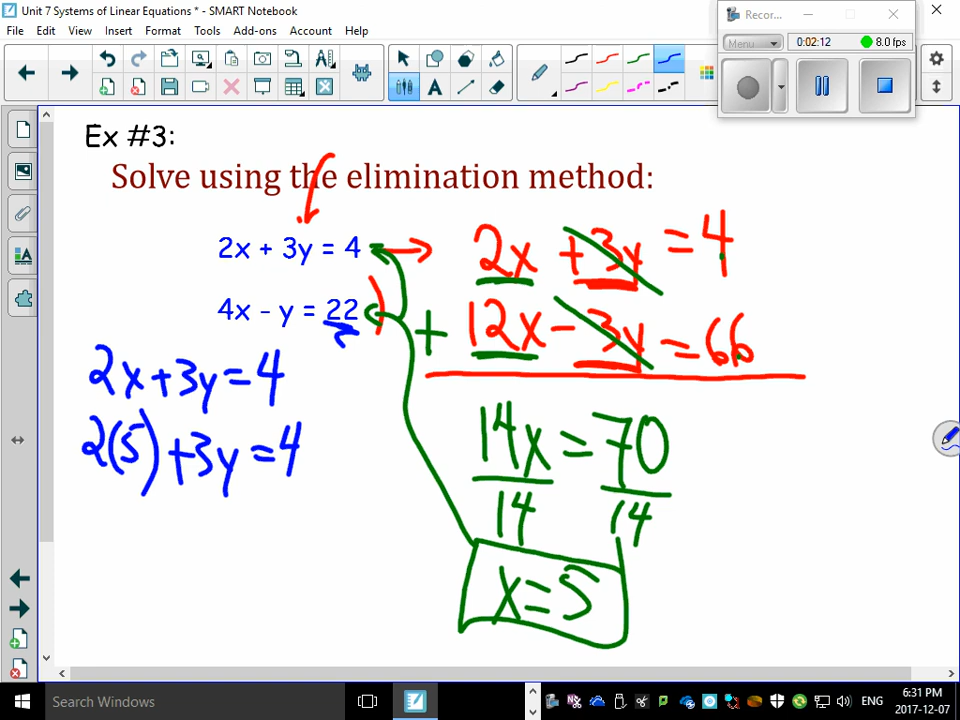 Unit 7 Systems of Linear Equations * - SMART Notebook
File Edit View Insert Format Tools Add-ons Account Help
Recor...
Menu
0:02:12
8.0 fps
Ex #3:
Solve using the elimination method:
2x + 3y = 4
4x - y = 22
2x + 3y = 4
+ 12x - 3y = 66
14x = 70
14 14
x = 5
2x + 3y = 4
2(5) + 3y = 4
Search Windows
ENG
6:31 PM
2017-12-07